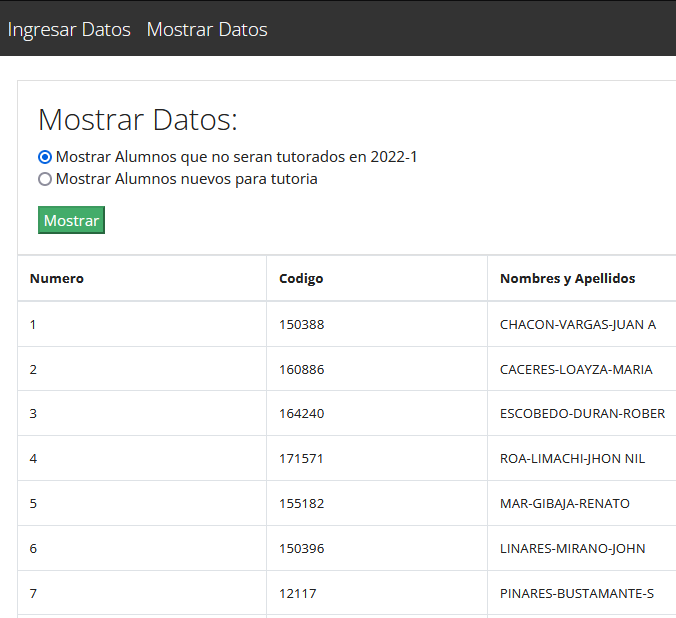 Ingresar Datos Mostrar Datos
Mostrar Datos:
Mostrar Alumnos que no seran tutorados en 2022-1
Mostrar Alumnos nuevos para tutoria
Mostrar
Numero Codigo Nombres y Apellidos
1 150388 CHACON-VARGAS-JUAN A
2 160886 CACERES-LOAYZA-MARIA
3 164240 ESCOBEDO-DURAN-ROBER
4 171571 ROA-LIMACHI-JHON NIL
5 155182 MAR-GIBAJA-RENATO
6 150396 LINARES-MIRANO-JOHN
7 12117 PINARES-BUSTAMANTE-S